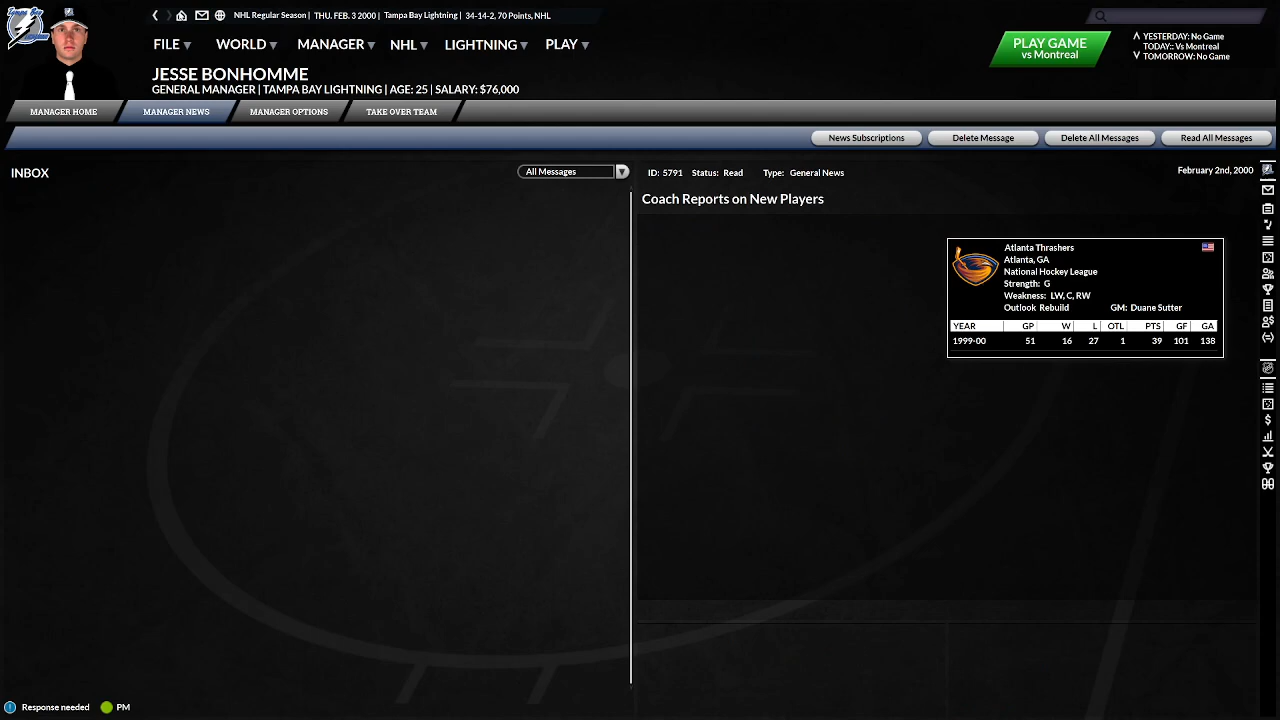 NHL Regular Season | THU. FEB. 3 2000 | Tampa Bay Lightning | 34-14-2, 70 Points, NHL
FILE WORLD MANAGER NHL LIGHTNING PLAY
PLAY GAME
vs Montreal
YESTERDAY: No Game
TODAY:: Vs Montreal
TOMORROW: No Game
JESSE BONHOMME
GENERAL MANAGER | TAMPA BAY LIGHTNING | AGE: 25 | SALARY: $76,000
MANAGER HOME MANAGER NEWS MANAGER OPTIONS TAKE OVER TEAM
News Subscriptions Delete Message Delete All Messages Read All Messages
INBOX All Messages
ID: 5791 Status: Read Type: General News February 2nd, 2000
Coach Reports on New Players
Atlanta Thrashers
Atlanta, GA
National Hockey League
Strength: G
Weakness: LW, C, RW
Outlook Rebuild GM: Duane Sutter
YEAR GP W L OTL PTS GF GA
1999-00 51 16 27 1 39 101 138
Response needed PM